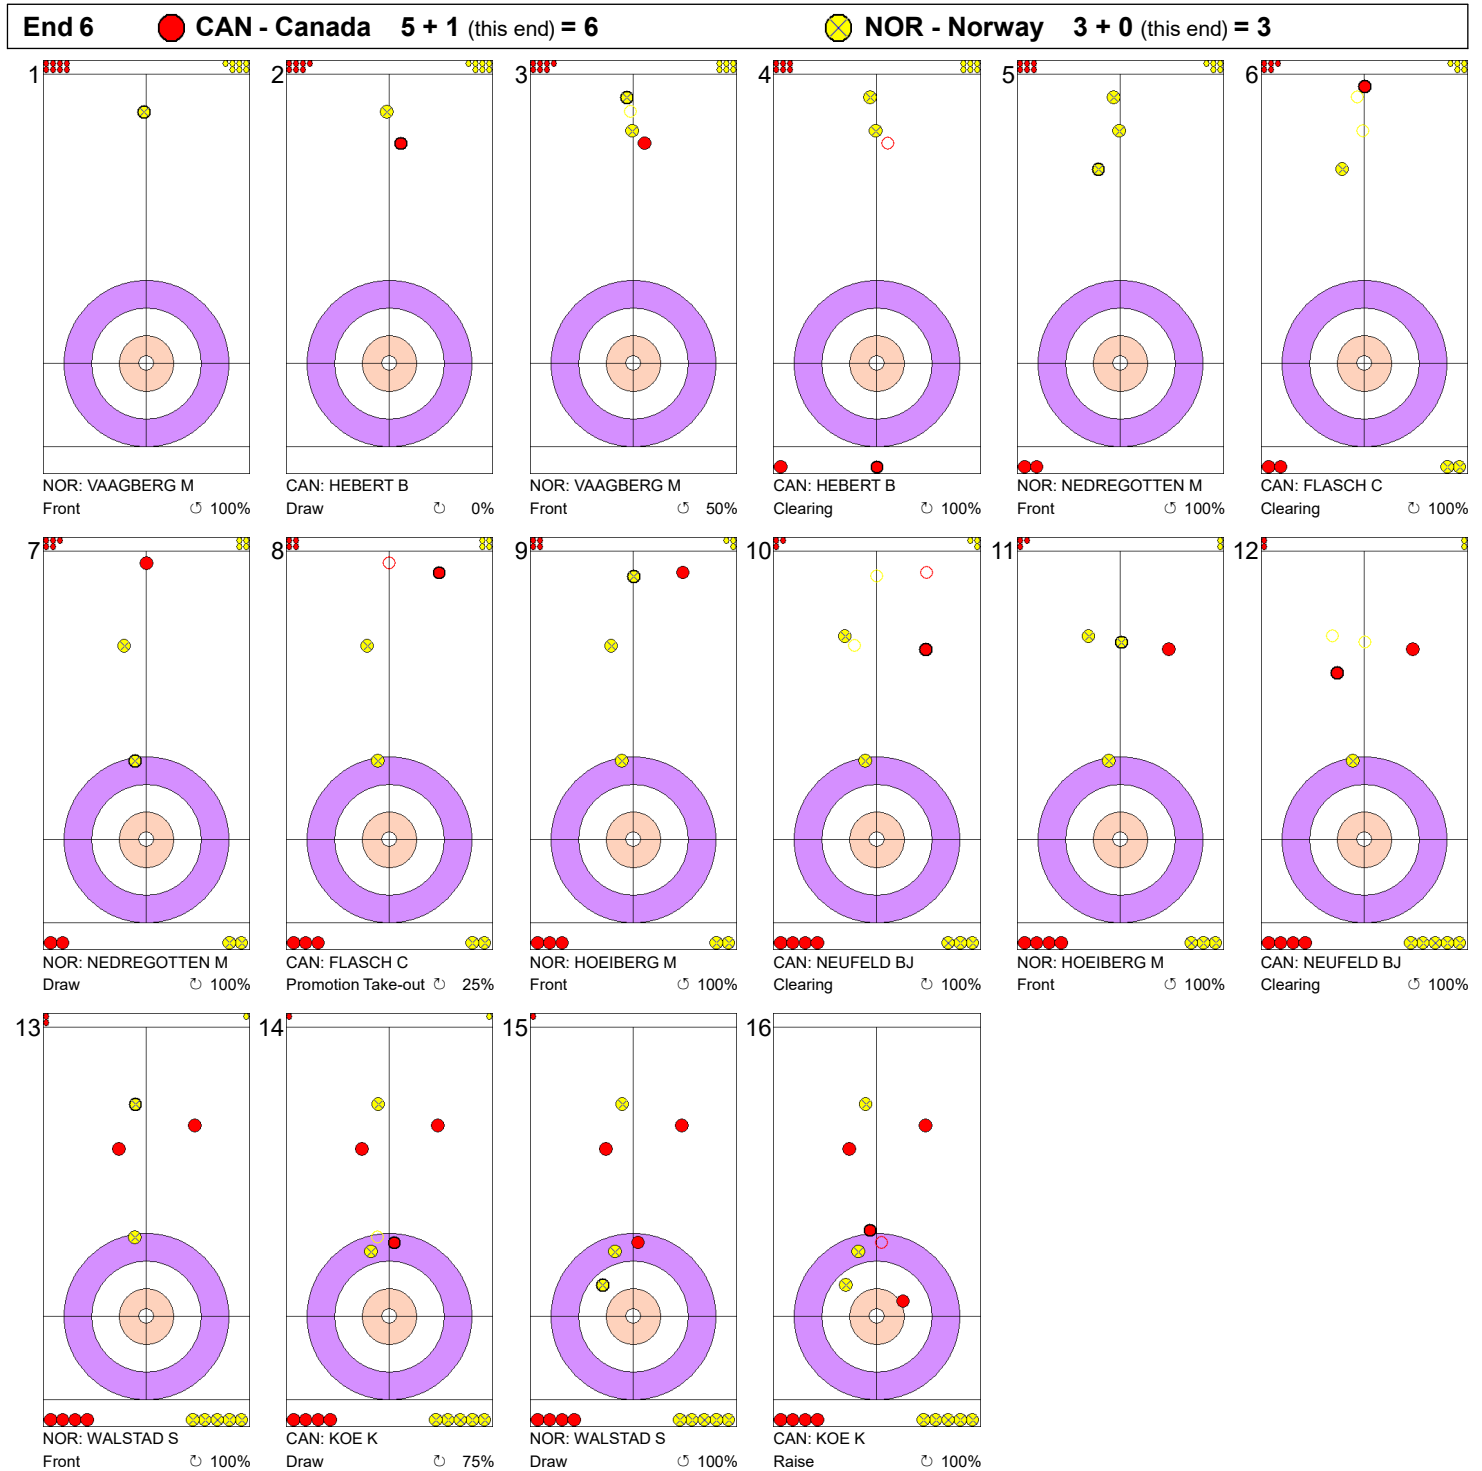 End 6 CAN - Canada 5 + 1 (this end) = 6 NOR - Norway 3 + 0 (this end) = 3
1 2 3 4 5 6
NOR: VAAGBERG M CAN: HEBERT B NOR: VAAGBERG M CAN: HEBERT B NOR: NEDREGOTTEN M CAN: FLASCH C
Front ↺ 100% Draw ↻ 0% Front ↺ 50% Clearing ↻ 100% Front ↺ 100% Clearing ↻ 100%
7 8 9 10 11 12
NOR: NEDREGOTTEN M CAN: FLASCH C NOR: HOEIBERG M CAN: NEUFELD BJ NOR: HOEIBERG M CAN: NEUFELD BJ
Draw ↻ 100% Promotion Take-out ↻ 25% Front ↺ 100% Clearing ↻ 100% Front ↺ 100% Clearing ↻ 100%
13 14 15 16
NOR: WALSTAD S CAN: KOE K NOR: WALSTAD S CAN: KOE K
Front ↻ 100% Draw ↻ 75% Draw ↻ 100% Raise ↻ 100%